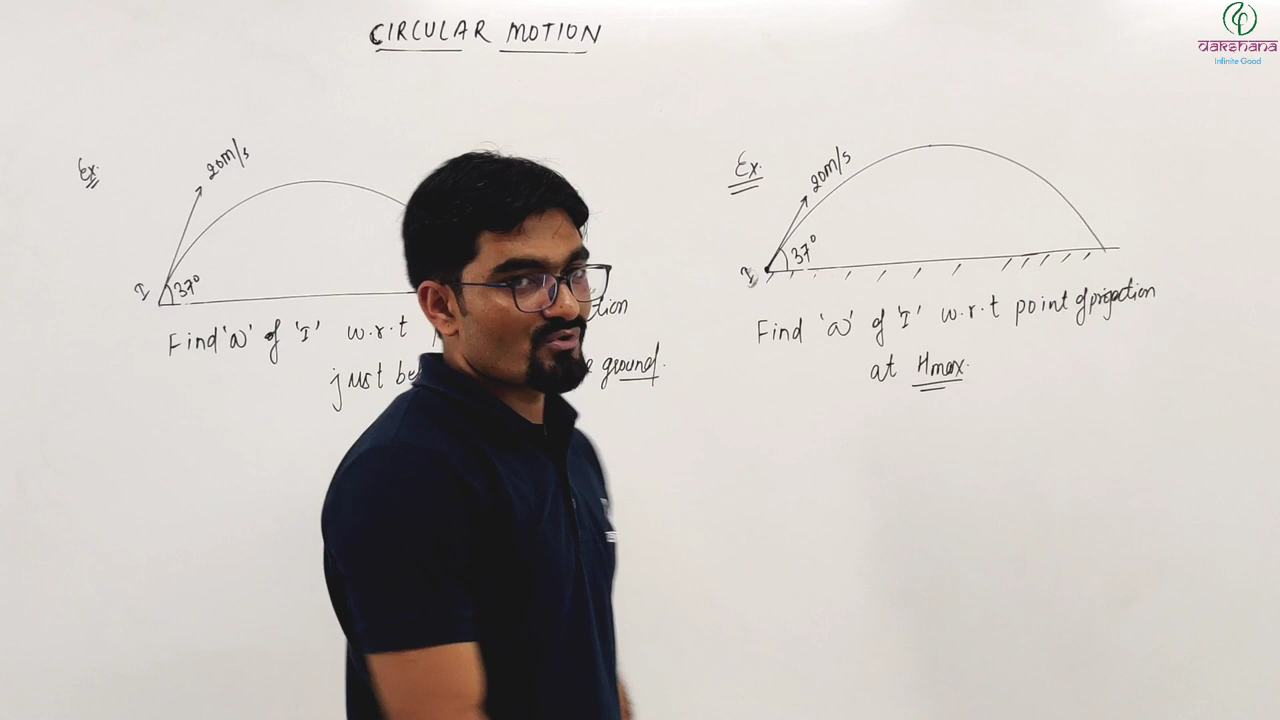 CIRCULAR MOTION
dakshana
Infinite Good
Ex.
20m/s
I
37°
Find 'ω' of 'I' w.r.t
just ground.
Ex.
20m/s
I
37°
Find 'ω' of 'I' w.r.t point of projection
at Hmax.